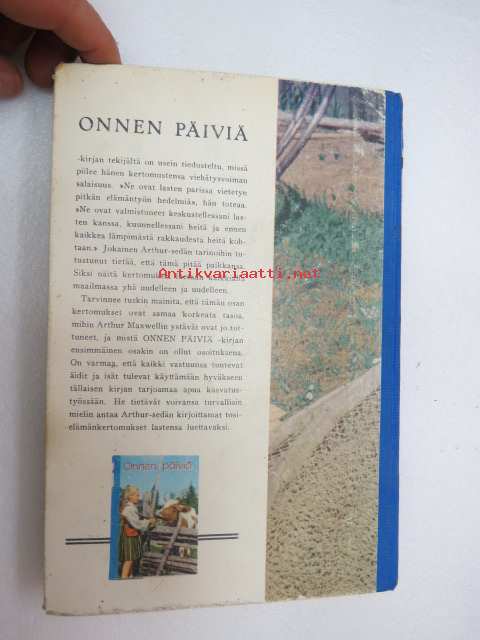 ONNEN PÄIVIÄ
-kirjan tekijältä on usein tiedusteltu, missä
piilee hänen kertomustensa viehätysvoiman
salaisuus. »Ne ovat lasten parissa vietetyn
pitkän elämäntyön hedelmiä», hän toteaa.
»Ne ovat valmistuneet keskustellessani las-
ten kanssa, kuunnellessani heitä ja ennen
kaikkea lämpimästä rakkaudesta heitä koh-
taan.» Jokainen Arthur-sedän tarinoihin tu-
tustunut tietää, että tämä pitää paikkansa.
Siksi näitä kertomuksia
maailmassa yhä uudelleen ja uudelleen.
Tarvinnee tuskin mainita, että tämän osan
kertomukset ovat samaa korkeata tasoa,
mihin Arthur Maxwellin ystävät ovat jo tot-
tuneet, ja mistä ONNEN PÄIVIÄ -kirjan
ensimmäinen osakin on ollut osoituksena.
On varmaa, että kaikki vastuunsa tuntevat
äidit ja isät tulevat käyttämään hyväkseen
tällaisen kirjan tarjoamaa apua kasvatus-
työssään. He tietävät voivansa turvallisin
mielin antaa Arthur-sedän kirjoittamat tosi-
elämänkertomukset lastensa luettavaksi.
Antikvariaatti.net
Onnen päiviä